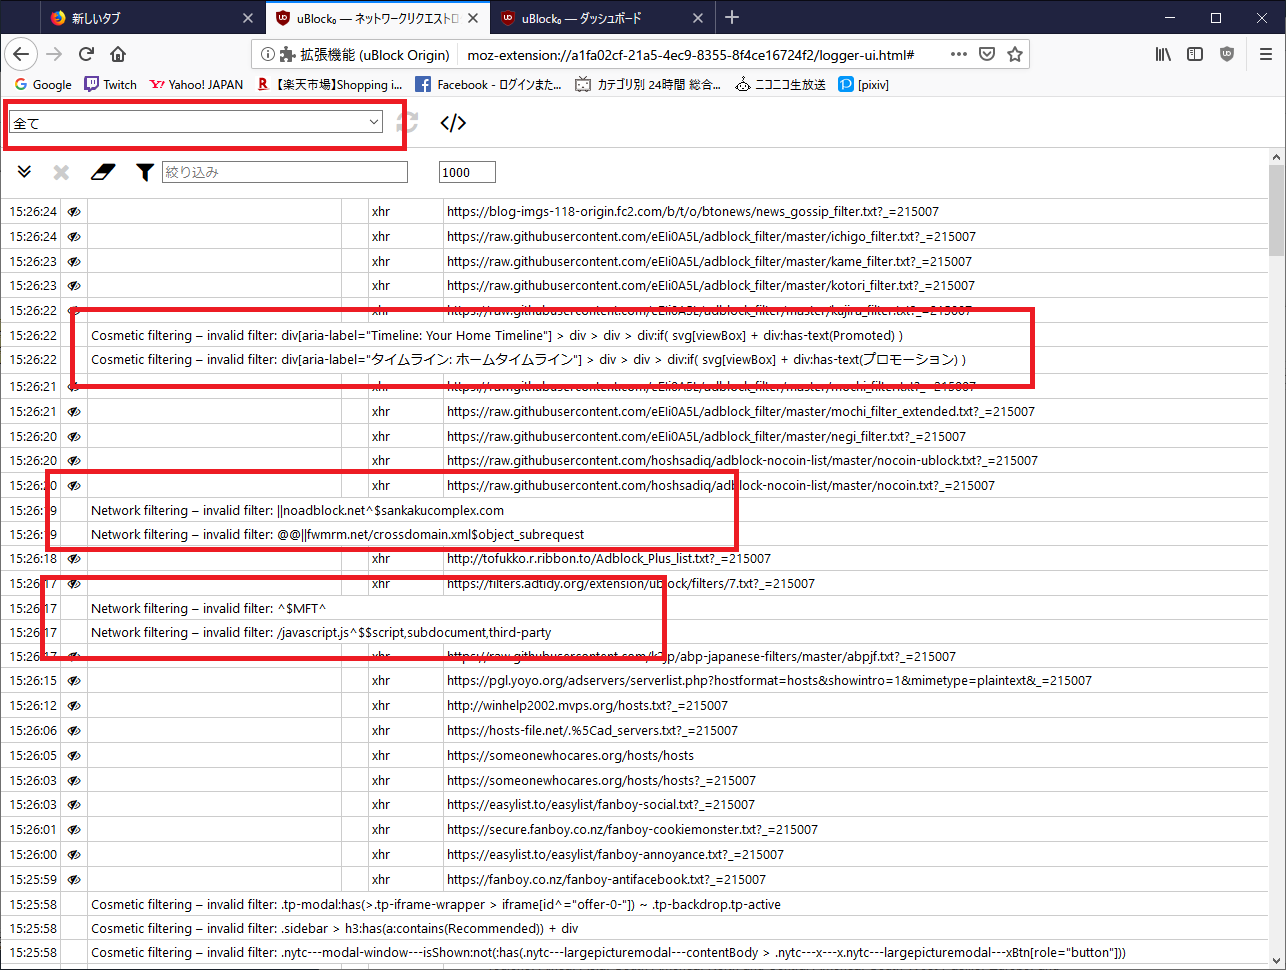 新しいタブ
uBlock₀ — ネットワークリクエストロ
uBlock₀ — ダッシュボード
拡張機能 (uBlock Origin)
moz-extension://a1fa02cf-21a5-4ec9-8355-8f4ce16724f2/logger-ui.html#
Google
Twitch
Yahoo! JAPAN
【楽天市場】Shopping i...
Facebook - ログインまた...
カテゴリ別 24時間 総合...
ニコニコ生放送
[pixiv]
全て
</>
絞り込み
1000
15:26:24 xhr https://blog-imgs-118-origin.fc2.com/b/t/o/btonews/news_gossip_filter.txt?_=215007
15:26:24 xhr https://raw.githubusercontent.com/eEIi0A5L/adblock_filter/master/ichigo_filter.txt?_=215007
15:26:23 xhr https://raw.githubusercontent.com/eEIi0A5L/adblock_filter/master/kame_filter.txt?_=215007
15:26:23 xhr https://raw.githubusercontent.com/eEIi0A5L/adblock_filter/master/kotori_filter.txt?_=215007
15:26:22 xhr https://raw.githubusercontent.com/eEIi0A5L/adblock_filter/master/kujira_filter.txt?_=215007
15:26:22 Cosmetic filtering – invalid filter: div[aria-label="Timeline: Your Home Timeline"] > div > div > div:if( svg[viewBox] + div:has-text(Promoted) )
15:26:22 Cosmetic filtering – invalid filter: div[aria-label="タイムライン: ホームタイムライン"] > div > div > div:if( svg[viewBox] + div:has-text(プロモーション) )
15:26:21 xhr https://raw.githubusercontent.com/eEIi0A5L/adblock_filter/master/mochi_filter.txt?_=215007
15:26:21 xhr https://raw.githubusercontent.com/eEIi0A5L/adblock_filter/master/mochi_filter_extended.txt?_=215007
15:26:20 xhr https://raw.githubusercontent.com/eEIi0A5L/adblock_filter/master/negi_filter.txt?_=215007
15:26:20 xhr https://raw.githubusercontent.com/hoshsadiq/adblock-nocoin-list/master/nocoin-ublock.txt?_=215007
15:26:20 xhr https://raw.githubusercontent.com/hoshsadiq/adblock-nocoin-list/master/nocoin.txt?_=215007
15:26:19 Network filtering – invalid filter: ||noadblock.net^$sankakucomplex.com
15:26:19 Network filtering – invalid filter: @@||fwmrm.net/crossdomain.xml$object_subrequest
15:26:18 xhr http://tofukko.r.ribbon.to/Adblock_Plus_list.txt?_=215007
15:26:17 xhr https://filters.adtidy.org/extension/ublock/filters/7.txt?_=215007
15:26:17 Network filtering – invalid filter: ^$MFT^
15:26:17 Network filtering – invalid filter: /javascript.js^$$script,subdocument,third-party
15:26:17 xhr https://raw.githubusercontent.com/k2jp/abp-japanese-filters/master/abpjf.txt?_=215007
15:26:15 xhr https://pgl.yoyo.org/adservers/serverlist.php?hostformat=hosts&showintro=1&mimetype=plaintext&_=215007
15:26:12 xhr http://winhelp2002.mvps.org/hosts.txt?_=215007
15:26:06 xhr https://hosts-file.net/.%5Cad_servers.txt?_=215007
15:26:05 xhr https://someonewhocares.org/hosts/hosts
15:26:03 xhr https://someonewhocares.org/hosts/hosts?_=215007
15:26:03 xhr https://easylist.to/easylist/fanboy-social.txt?_=215007
15:26:01 xhr https://secure.fanboy.co.nz/fanboy-cookiemonster.txt?_=215007
15:26:00 xhr https://easylist.to/easylist/fanboy-annoyance.txt?_=215007
15:25:59 xhr https://fanboy.co.nz/fanboy-antifacebook.txt?_=215007
15:25:58 Cosmetic filtering – invalid filter: .tp-modal:has(>.tp-iframe-wrapper > iframe[id^="offer-0-"]) ~ .tp-backdrop.tp-active
15:25:58 Cosmetic filtering – invalid filter: .sidebar > h3:has(a:contains(Recommended)) + div
15:25:58 Cosmetic filtering – invalid filter: .nytc---modal-window---isShown:not(:has(.nytc---largepicturemodal---contentBody > .nytc---x---x.nytc---largepicturemodal---xBtn[role="button"]))